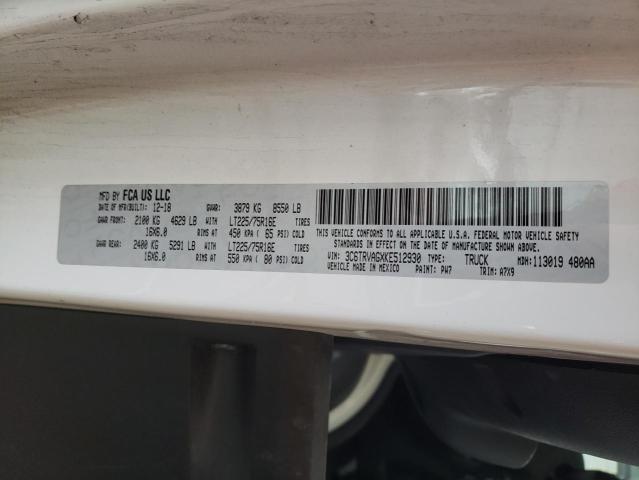 MFD BY FCA US LLC
DATE OF MFR(BUILT): 12-18 GVWR: 3879 KG 8550 LB
GAWR FRONT: 2100 KG 4629 LB WITH LT225/75R16E TIRES
16X6.0 RIMS AT 450 KPA ( 65 PSI) COLD
GAWR REAR: 2400 KG 5291 LB WITH LT225/75R16E TIRES
16X6.0 RIMS AT 550 KPA ( 80 PSI) COLD
THIS VEHICLE CONFORMS TO ALL APPLICABLE U.S.A. FEDERAL MOTOR VEHICLE SAFETY
STANDARDS IN EFFECT ON THE DATE OF MANUFACTURE SHOWN ABOVE.
VIN: 3C6TRVAGXKE512930 TYPE: TRUCK MDH: 113019 480AA
VEHICLE MADE IN MEXICO PAINT: PW7 TRIM: A7X9